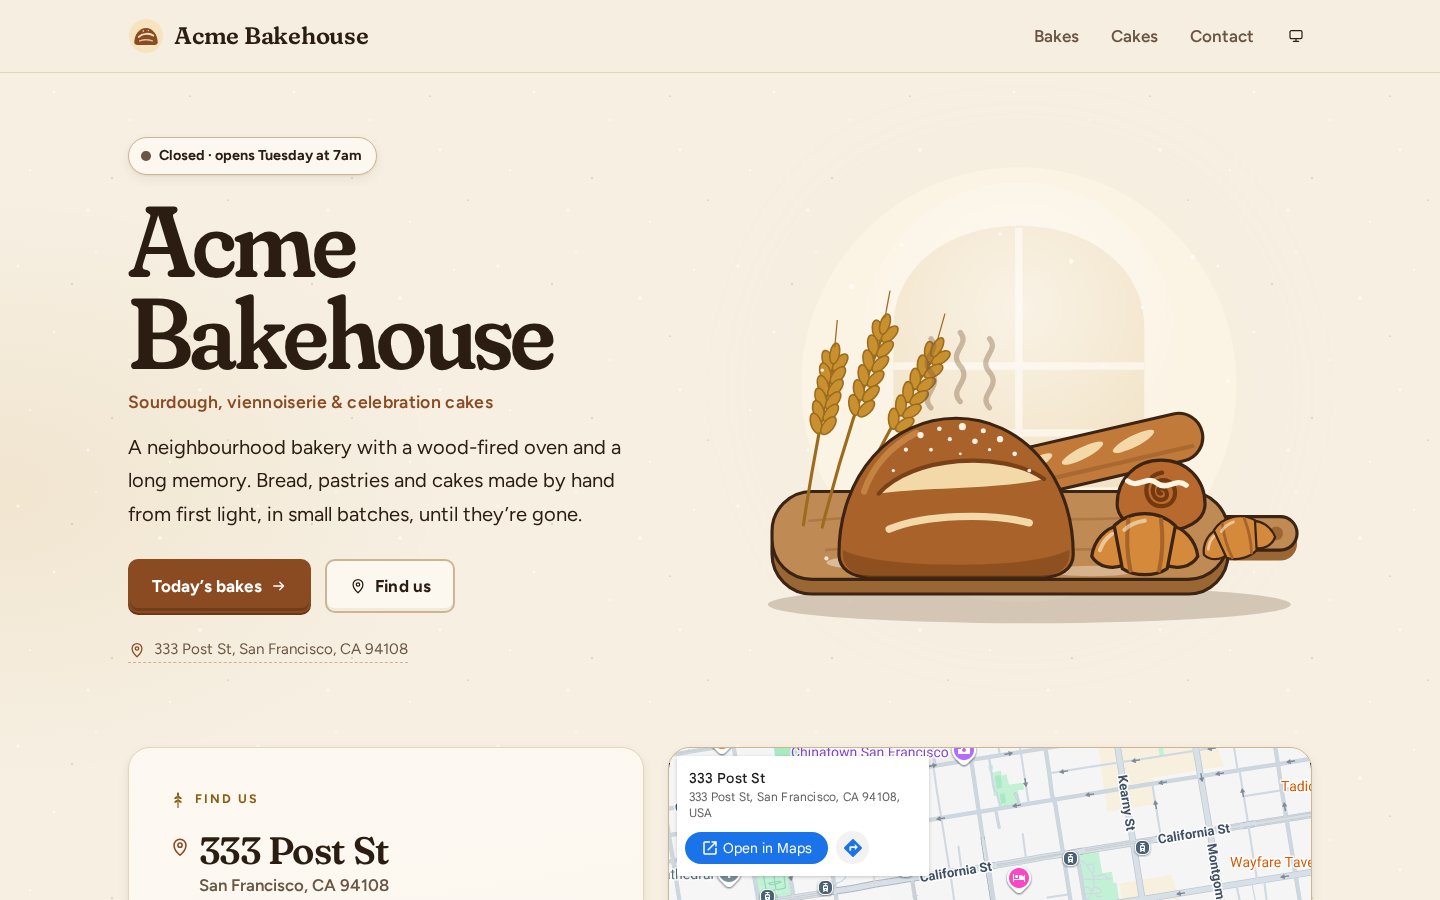 Acme Bakehouse
Bakes
Cakes
Contact
Closed · opens Tuesday at 7am
Acme
Bakehouse
Sourdough, viennoiserie & celebration cakes
A neighbourhood bakery with a wood-fired oven and a
long memory. Bread, pastries and cakes made by hand
from first light, in small batches, until they’re gone.
Today’s bakes
Find us
333 Post St, San Francisco, CA 94108
FIND US
333 Post St
San Francisco, CA 94108
Chinatown San Francisco
333 Post St
333 Post St, San Francisco, CA 94108,
USA
Open in Maps
Kearny St
California St
California St
Montgom
Tadic
Wayfare Tave